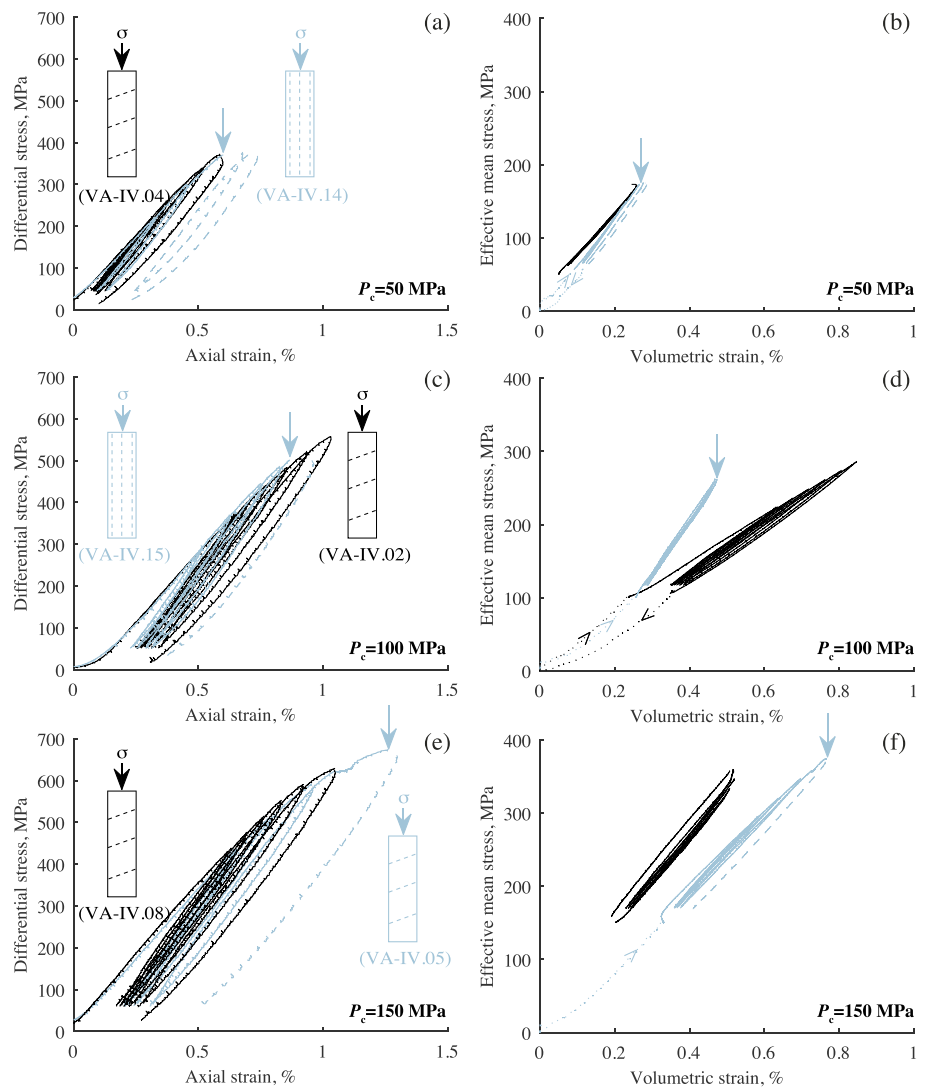 (a)
700
600
500
400
300
200
100
0
Differential stress, MPa
σ
(VA-IV.04)
σ
(VA-IV.14)
Pc=50 MPa
0 0.5 1 1.5
Axial strain, %
(b)
400
300
200
100
0
Effective mean stress, MPa
Pc=50 MPa
0 0.2 0.4 0.6 0.8 1
Volumetric strain, %
(c)
700
600
500
400
300
200
100
0
Differential stress, MPa
σ
(VA-IV.15)
σ
(VA-IV.02)
Pc=100 MPa
0 0.5 1 1.5
Axial strain, %
(d)
400
300
200
100
0
Effective mean stress, MPa
Pc=100 MPa
0 0.2 0.4 0.6 0.8 1
Volumetric strain, %
(e)
700
600
500
400
300
200
100
0
Differential stress, MPa
σ
(VA-IV.08)
σ
(VA-IV.05)
Pc=150 MPa
0 0.5 1 1.5
Axial strain, %
(f)
400
300
200
100
0
Effective mean stress, MPa
Pc=150 MPa
0 0.2 0.4 0.6 0.8 1
Volumetric strain, %